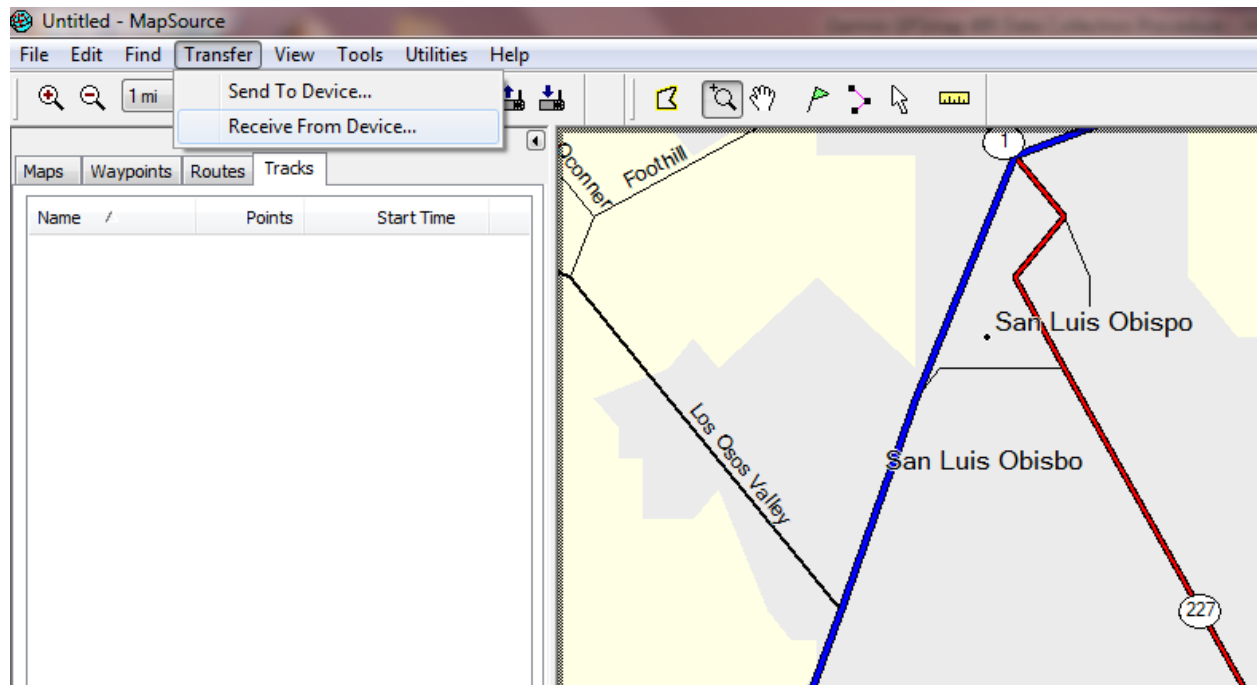 Untitled - MapSource
File Edit Find Transfer View Tools Utilities Help
1 mi
Send To Device...
Receive From Device...
Maps Waypoints Routes Tracks
Name Points Start Time
Oconner
Foothill
1
San Luis Obispo
Los Osos Valley
San Luis Obisbo
227